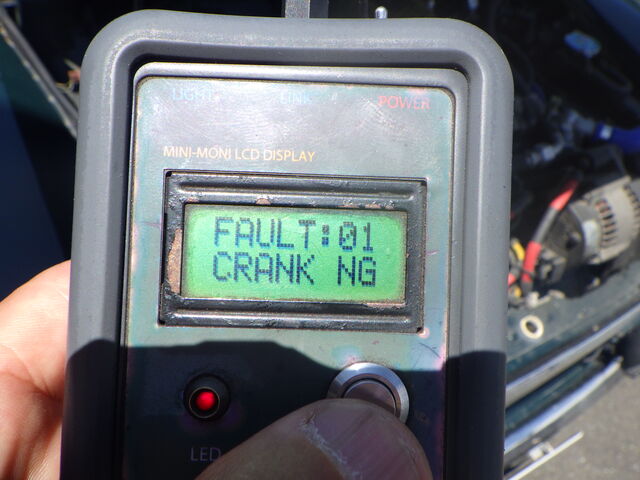 LIGHT LINK POWER
MINI-MONI LCD DISPLAY
FAULT:01
CRANK NG
LED